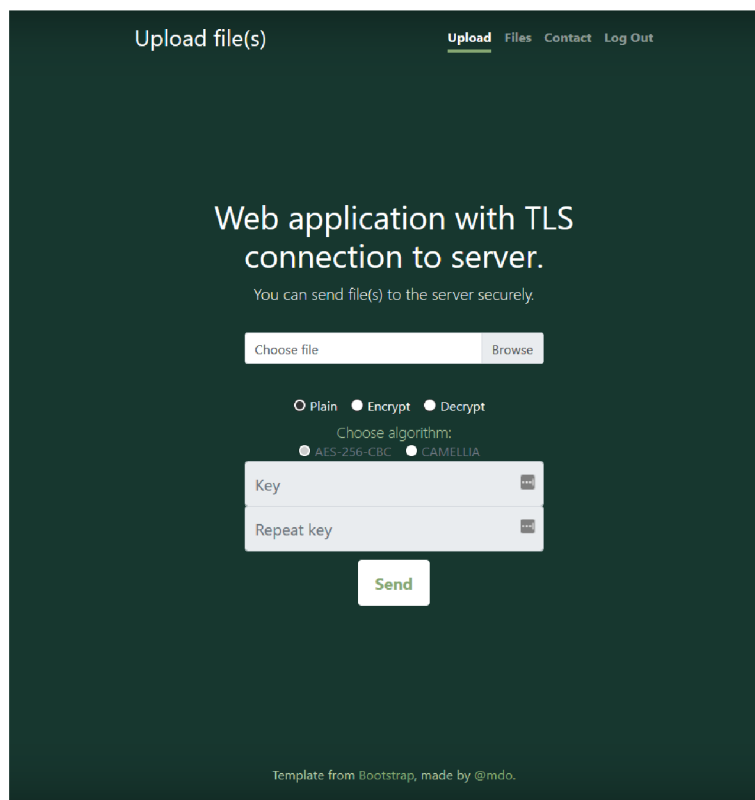 Upload file(s)
Upload Files Contact Log Out
Web application with TLS
connection to server.
You can send file(s) to the server securely.
Choose file Browse
Plain Encrypt Decrypt
Choose algorithm:
AES-256-CBC CAMELLIA
Key
Repeat key
Send
Template from Bootstrap, made by @mdo.